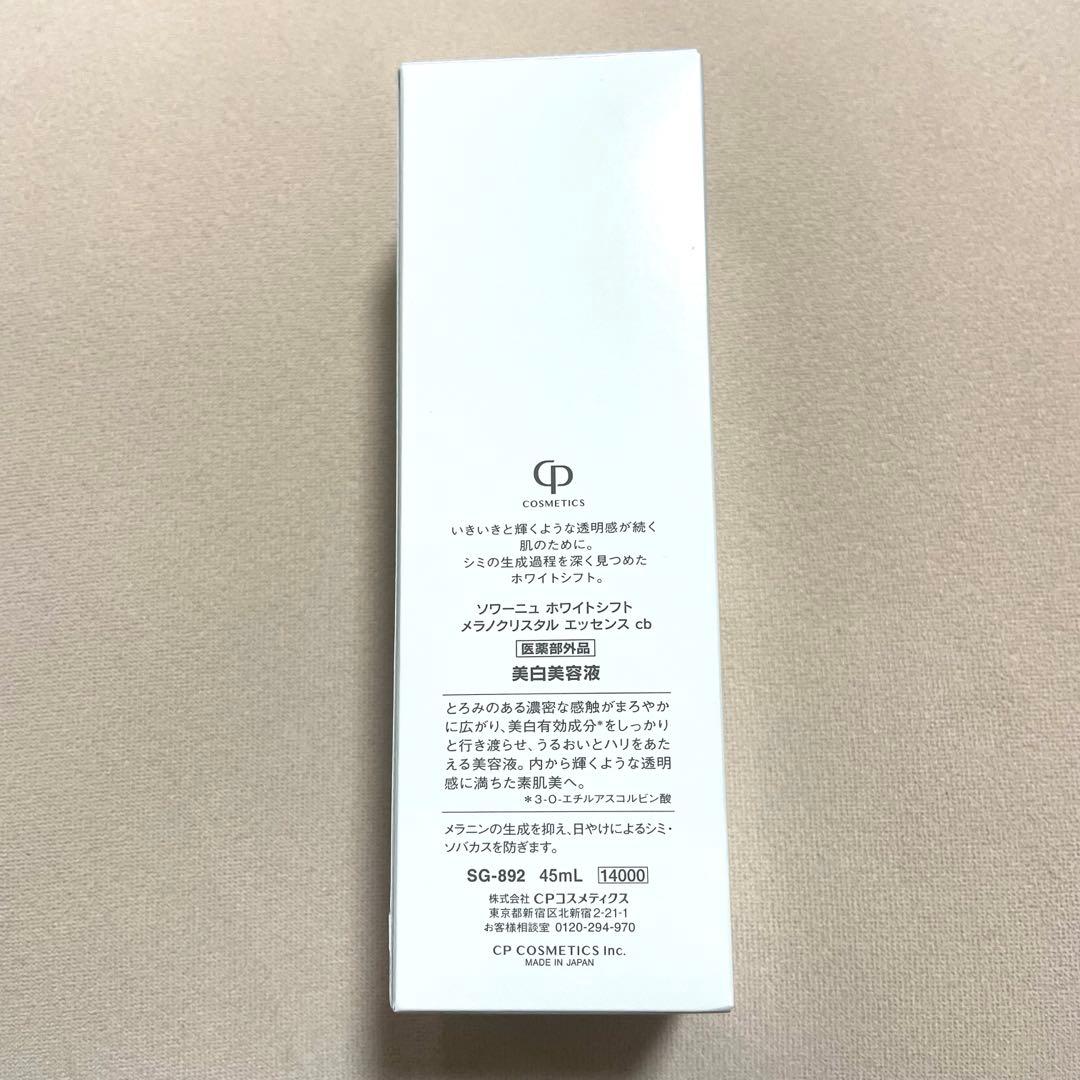 CP
COSMETICS
いきいきと輝くような透明感が続く
肌のために。
シミの生成過程を深く見つめた
ホワイトシフト。
ソワーニュ ホワイトシフト
メラノクリスタル エッセンス cb
医薬部外品
美白美容液
とろみのある濃密な感触がまろやか
に広がり、美白有効成分*をしっかり
と行き渡らせ、うるおいとハリをあた
える美容液。内から輝くような透明
感に満ちた素肌美へ。
*3-O-エチルアスコルビン酸
メラニンの生成を抑え、日やけによるシミ・
ソバカスを防ぎます。
SG-892 45mL 14000
株式会社 CPコスメティクス
東京都新宿区北新宿2-21-1
お客様相談室 0120-294-970
CP COSMETICS Inc.
MADE IN JAPAN